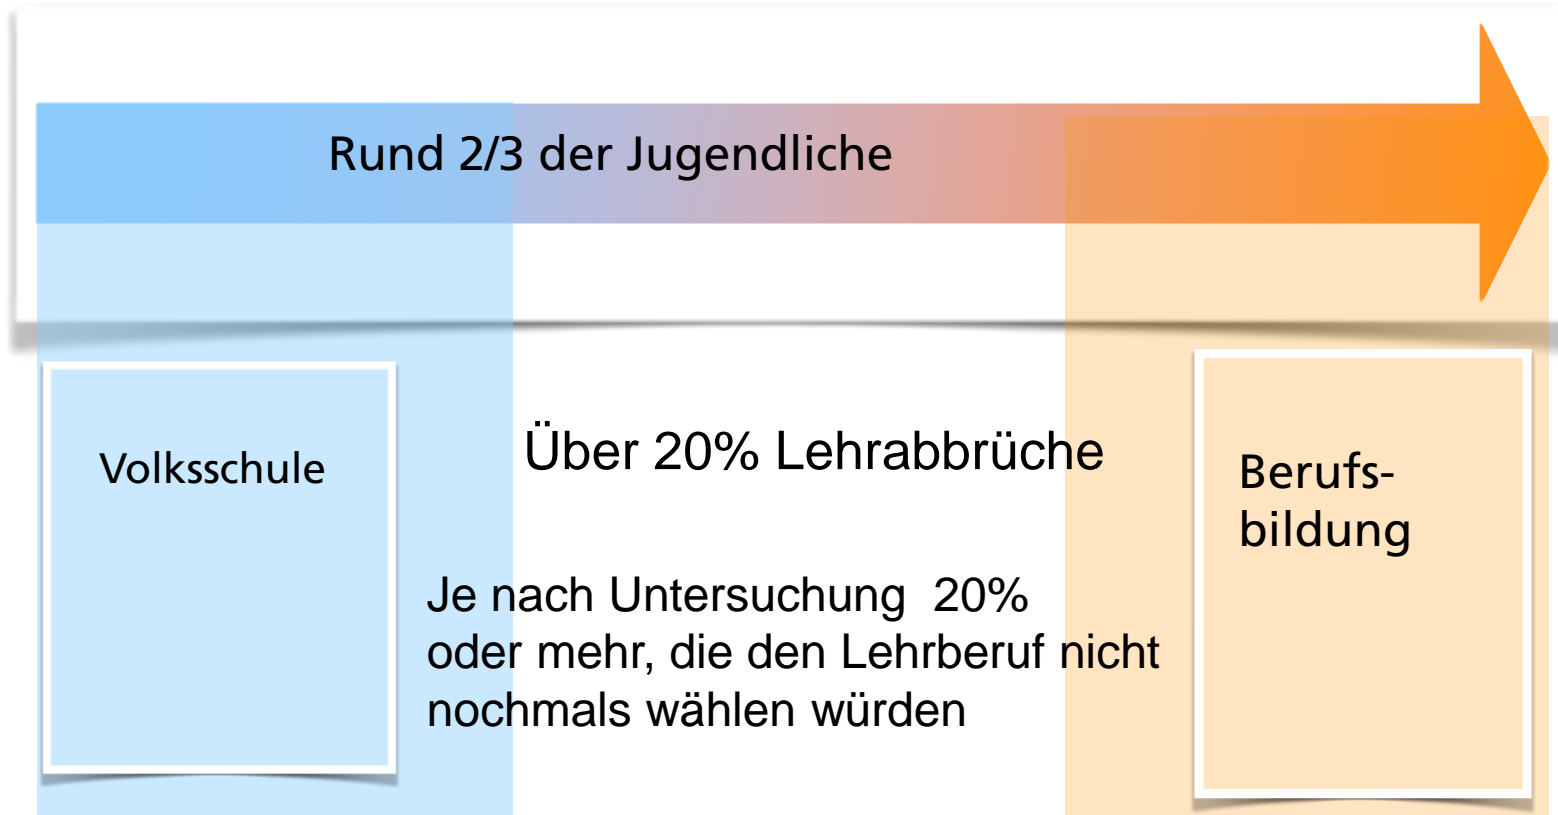 Rund 2/3 der Jugendliche
Volksschule
Über 20% Lehrabbrüche
Je nach Untersuchung  20%
oder mehr, die den Lehrberuf nicht
nochmals wählen würden
Berufs-
bildung